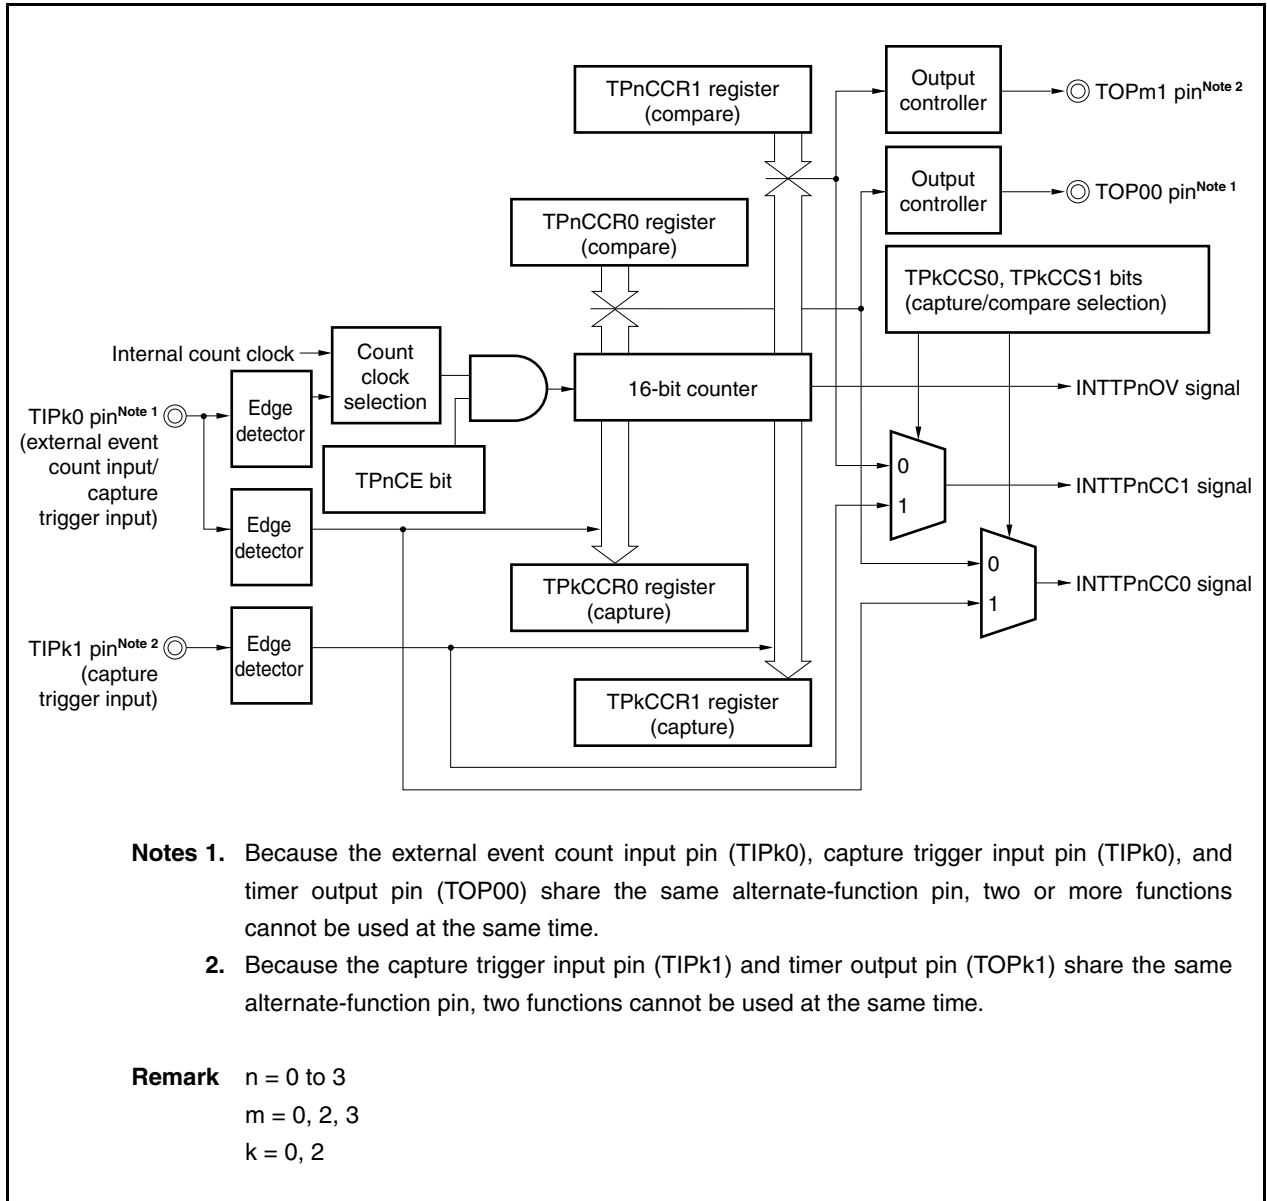 TPnCCR1 register
(compare)
Output
controller
TOPm1 pinNote 2
Output
controller
TOP00 pinNote 1
TPnCCR0 register
(compare)
TPkCCS0, TPkCCS1 bits
(capture/compare selection)
Internal count clock
Count
clock
selection
16-bit counter
INTTPnOV signal
TIPk0 pinNote 1
(external event
count input/
capture
trigger input)
Edge
detector
TPnCE bit
0
1
INTTPnCC1 signal
Edge
detector
TPkCCR0 register
(capture)
0
1
INTTPnCC0 signal
TIPk1 pinNote 2
(capture
trigger input)
Edge
detector
TPkCCR1 register
(capture)
Notes 1. Because the external event count input pin (TIPk0), capture trigger input pin (TIPk0), and
timer output pin (TOP00) share the same alternate-function pin, two or more functions
cannot be used at the same time.
2. Because the capture trigger input pin (TIPk1) and timer output pin (TOPk1) share the same
alternate-function pin, two functions cannot be used at the same time.
Remark n = 0 to 3
m = 0, 2, 3
k = 0, 2